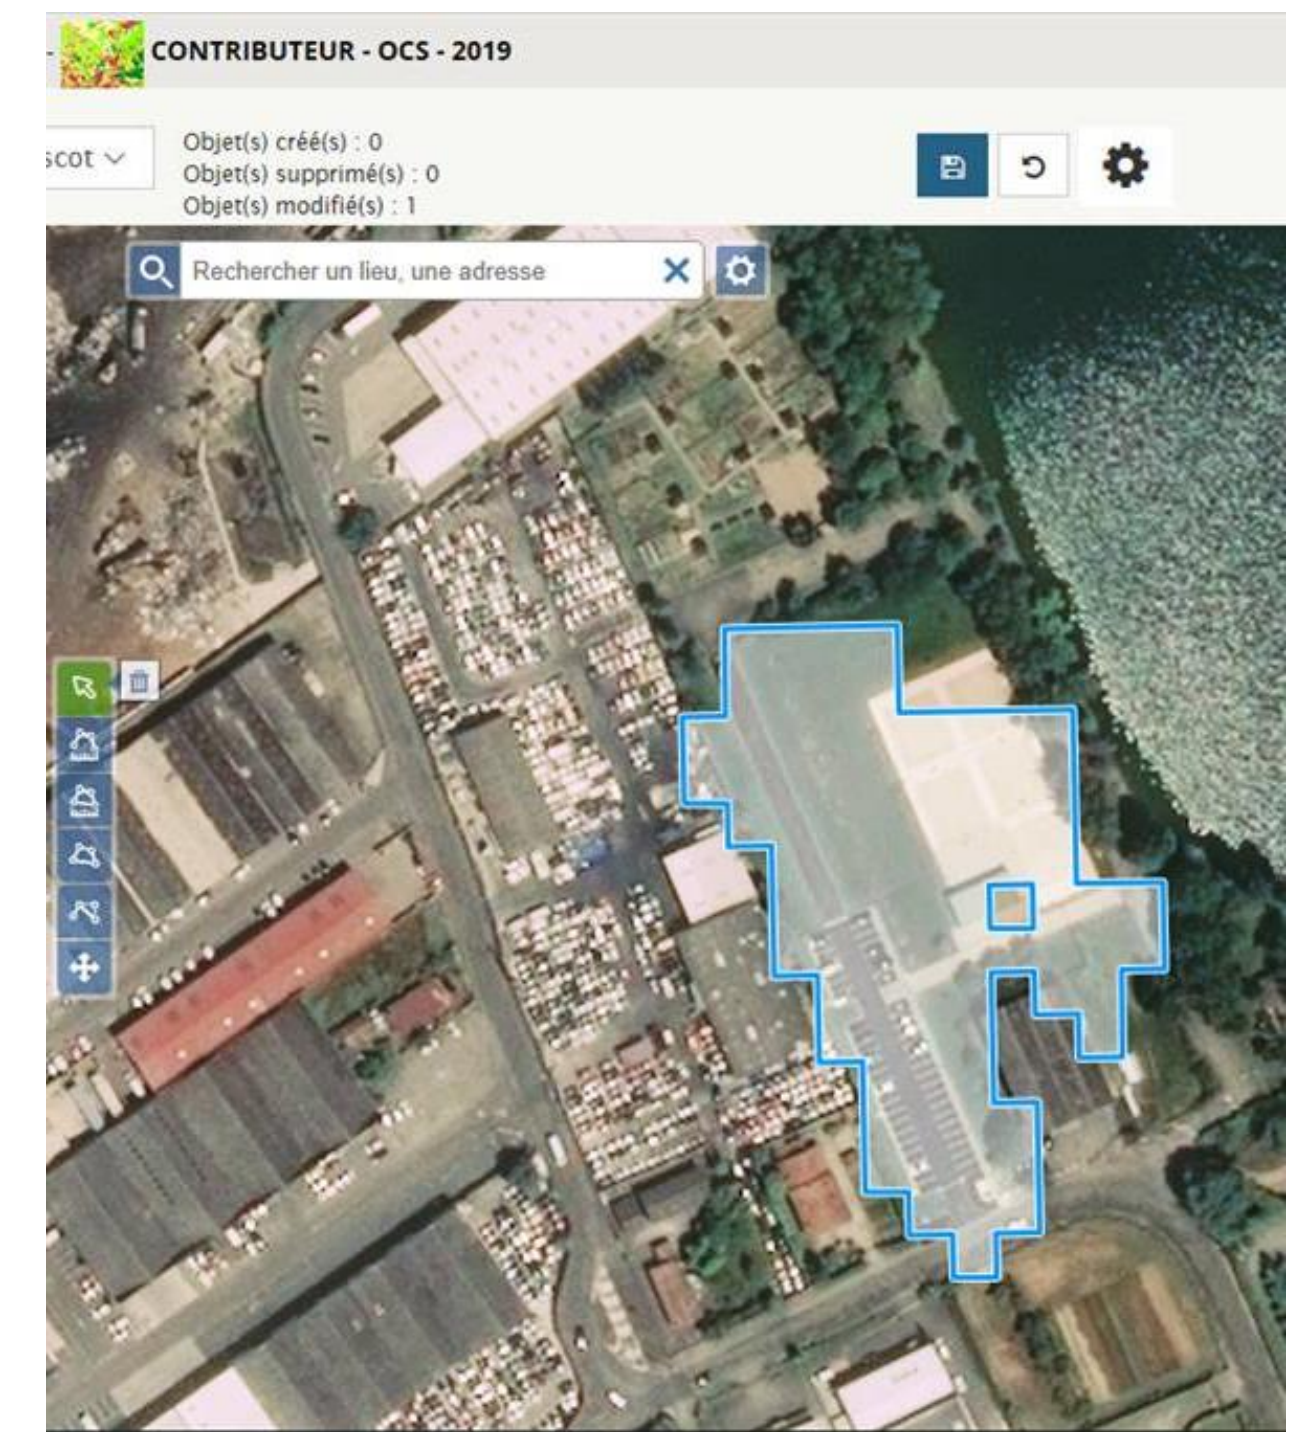 - CONTRIBUTEUR - OCS - 2019
scot
Objet(s) créé(s) : 0
Objet(s) supprimé(s) : 0
Objet(s) modifié(s) : 1
Rechercher un lieu, une adresse